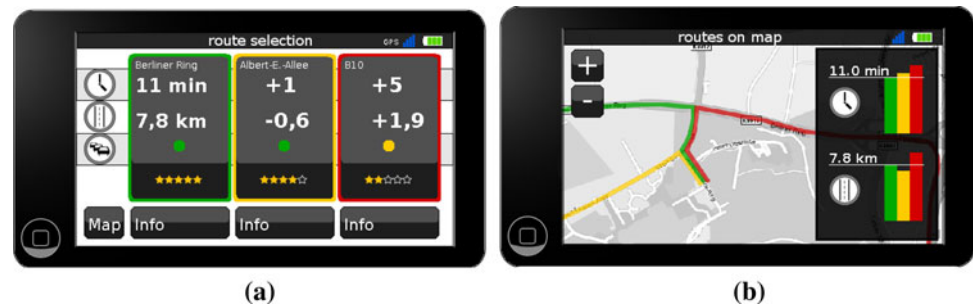 route selection
GPS
Berliner Ring
Albert-E.-Allee
B10
11 min
+1
+5
7,8 km
-0,6
+1,9
Map
Info
Info
Info
(a)
routes on map
+
-
11.0 min
7.8 km
(b)